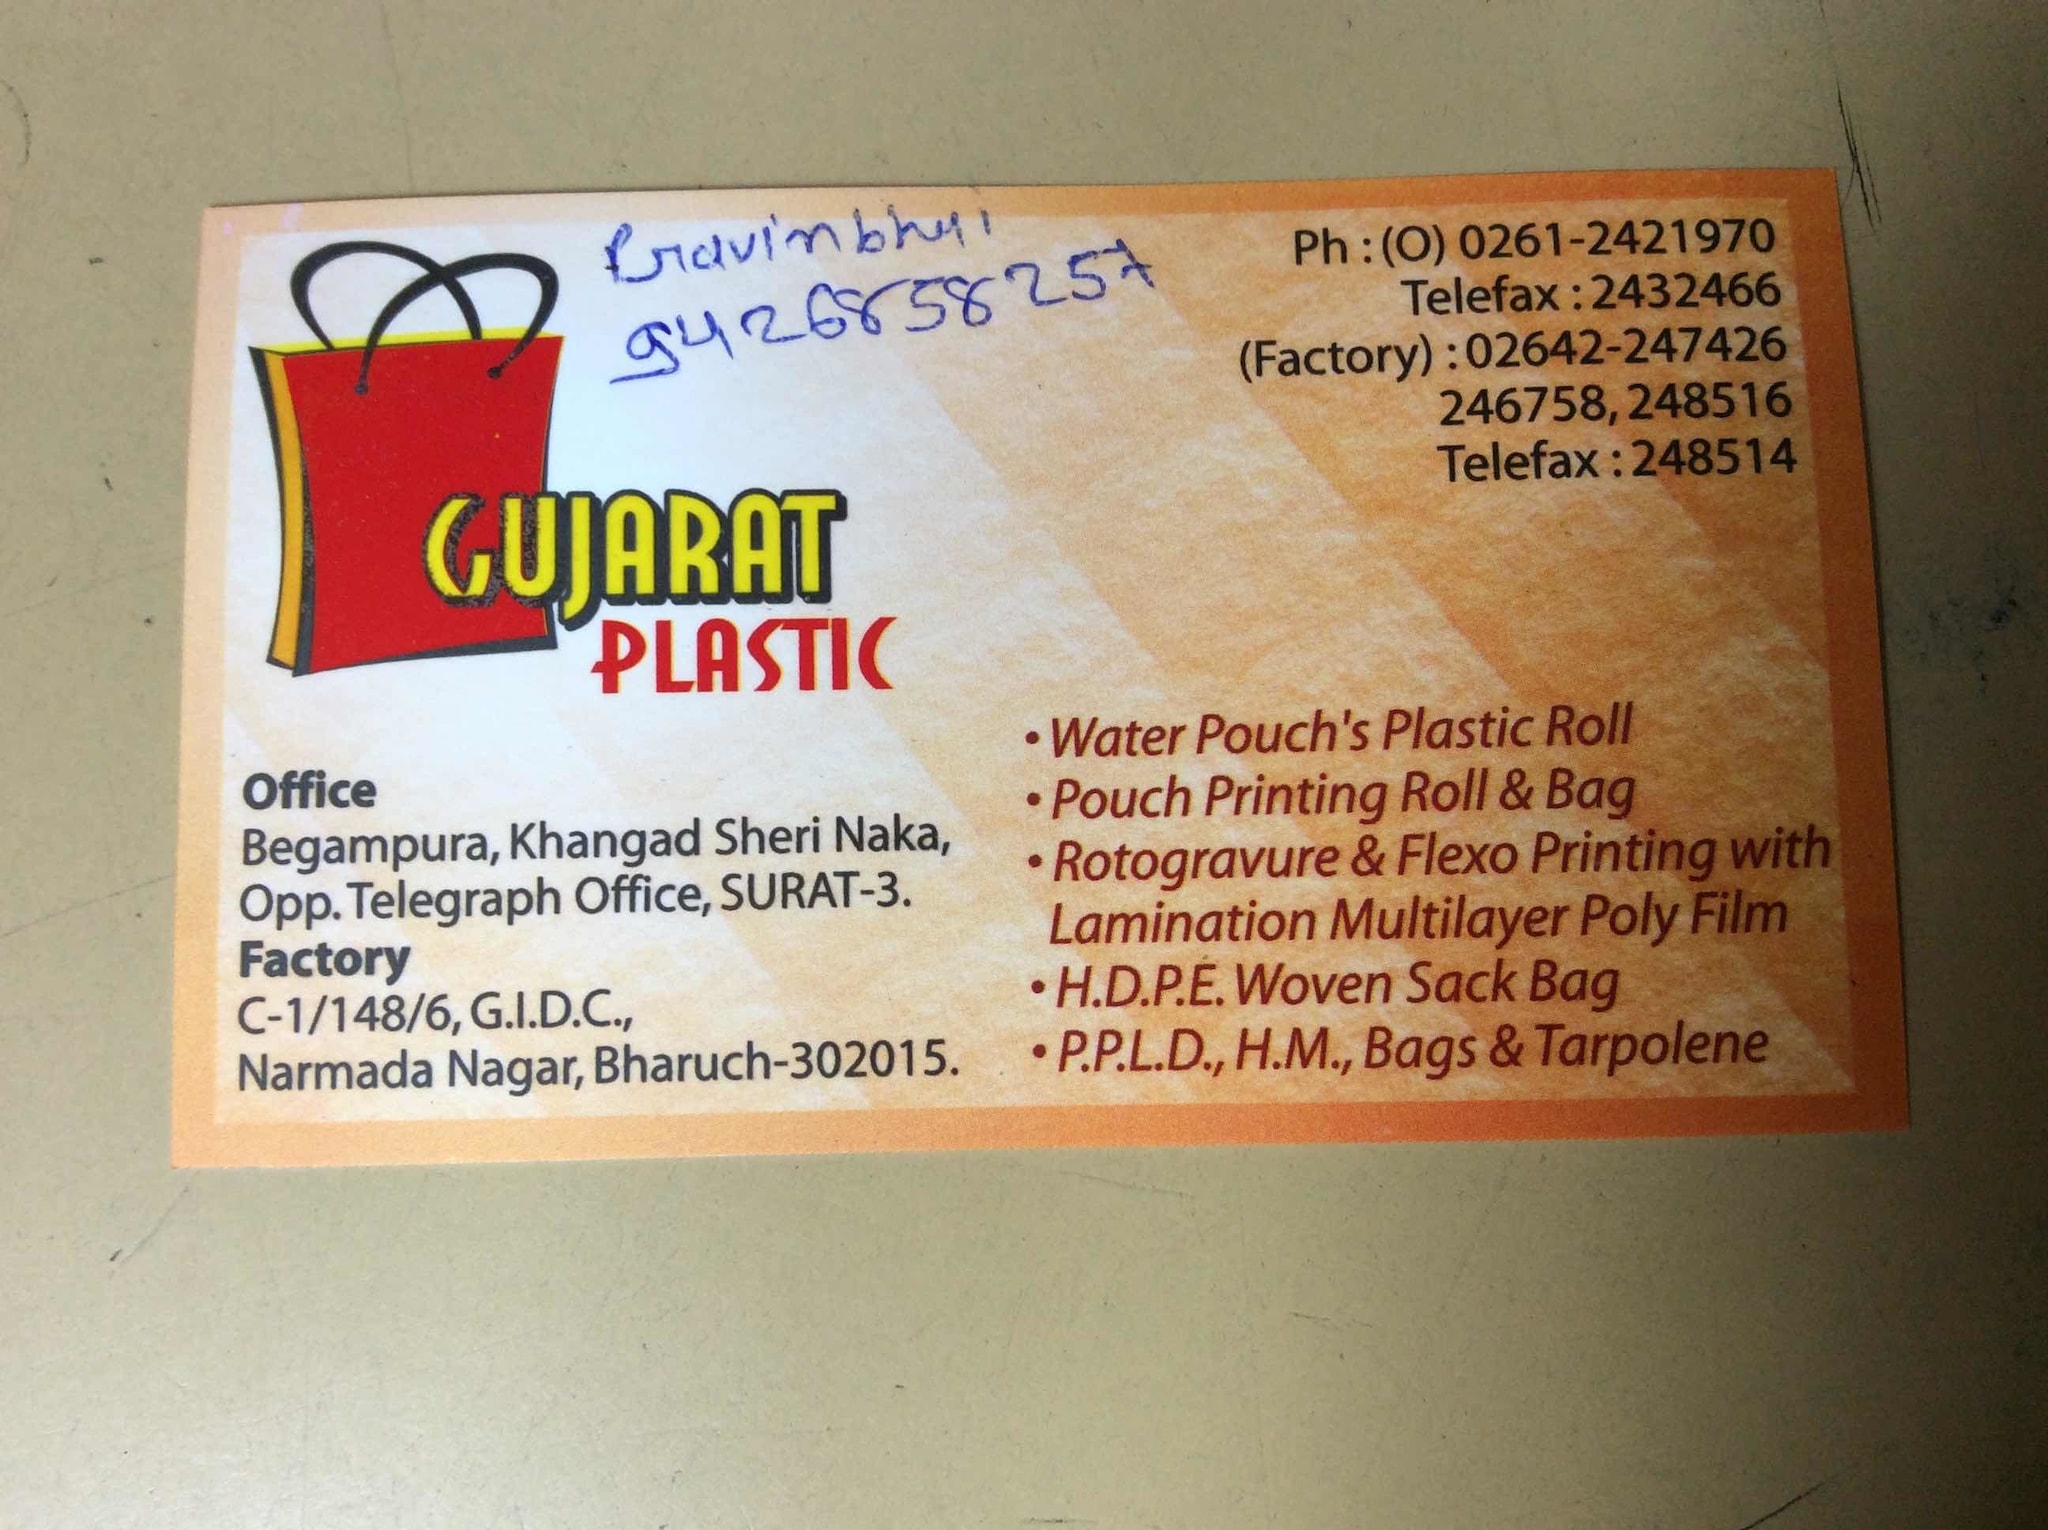 Pravinbhai
Ph : (O) 0261-2421970
Telefax : 2432466
(Factory) : 02642-247426
246758, 248516
Telefax : 248514
GUJARAT
PLASTIC
Office
Begampura, Khangad Sheri Naka,
Opp. Telegraph Office, SURAT-3.
Factory
C-1/148/6, G.I.D.C.,
Narmada Nagar, Bharuch-302015.
• Water Pouch's Plastic Roll
• Pouch Printing Roll & Bag
• Rotogravure & Flexo Printing with
Lamination Multilayer Poly Film
• H.D.P.E. Woven Sack Bag
• P.P.L.D., H.M., Bags & Tarpolene